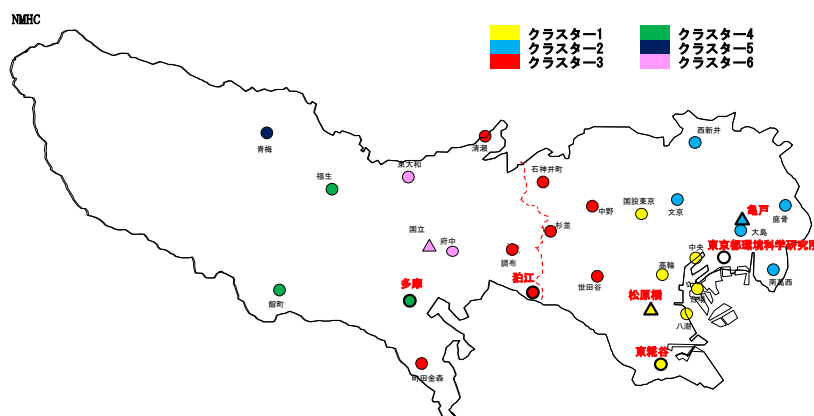 NMHC
クラスター1
クラスター2
クラスター3
クラスター4
クラスター5
クラスター6
青梅
福生
東大和
清瀬
石神井町
西新井
国立
府中
調布
杉並
中野
国設東京
文京
亀戸
大島
鹿骨
中央
東京都環境科学研究所
高輪
世田谷
狛江
多摩
館町
松原橋
台場
南葛西
八潮
東糀谷
町田金森